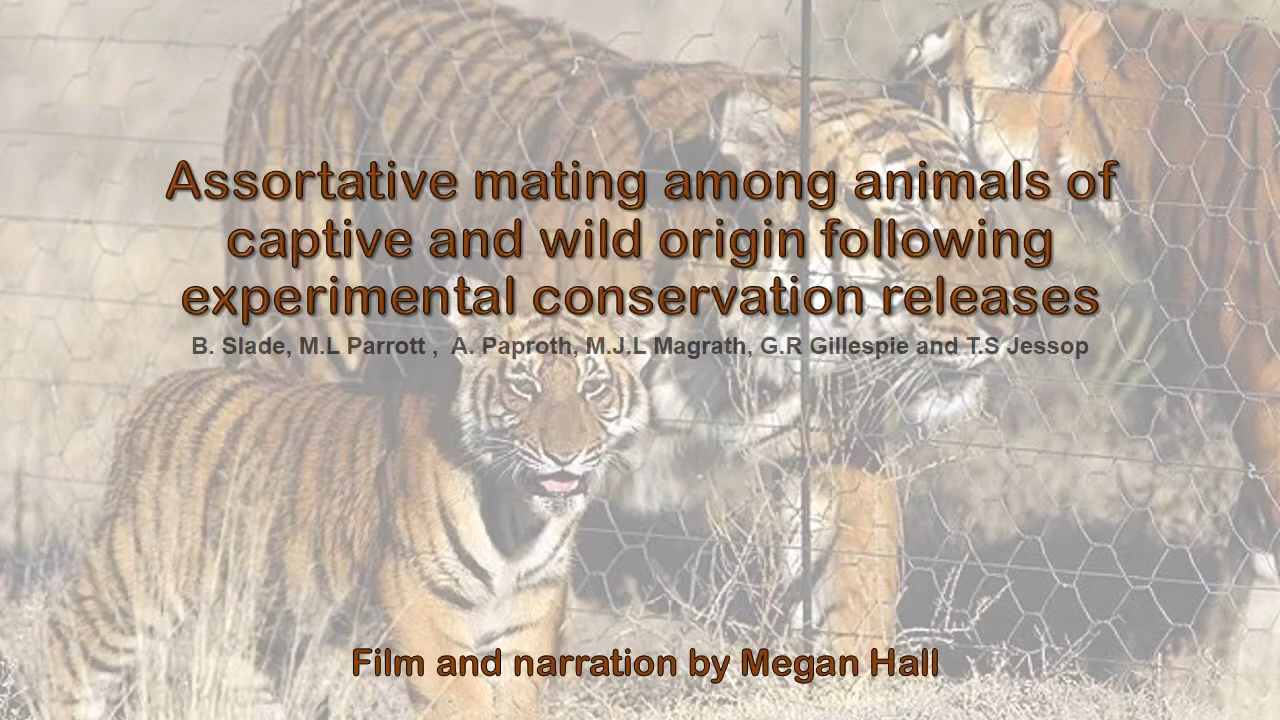 Assortative mating among animals of
captive and wild origin following
experimental conservation releases
B. Slade, M.L Parrott ,  A. Paproth, M.J.L Magrath, G.R Gillespie and T.S Jessop
Film and narration by Megan Hall